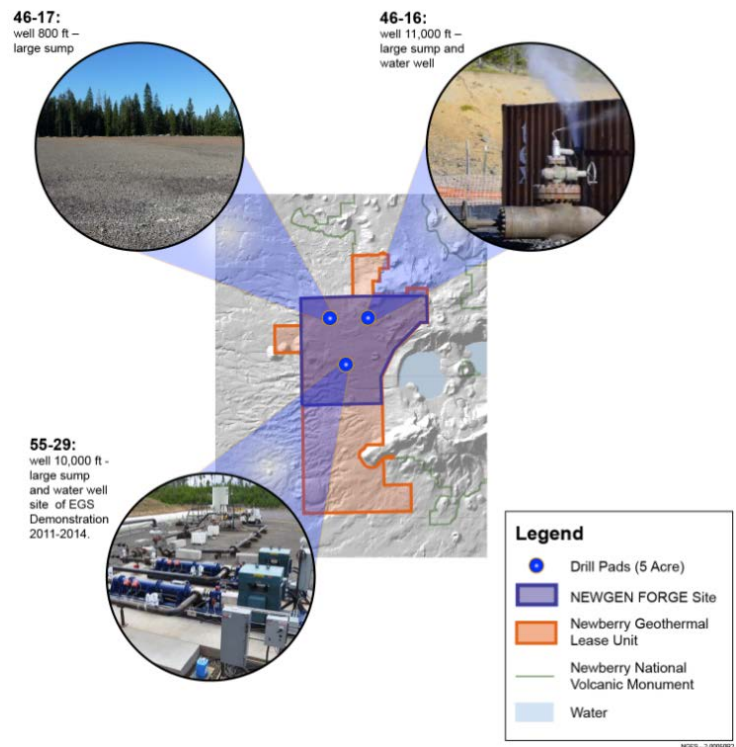 46-17:
well 800 ft –
large sump
46-16:
well 11,000 ft –
large sump and
water well
55-29:
well 10,000 ft -
large sump
and water well
site of EGS
Demonstration
2011-2014.
Legend
Drill Pads (5 Acre)
NEWGEN FORGE Site
Newberry Geothermal
Lease Unit
Newberry National
Volcanic Monument
Water